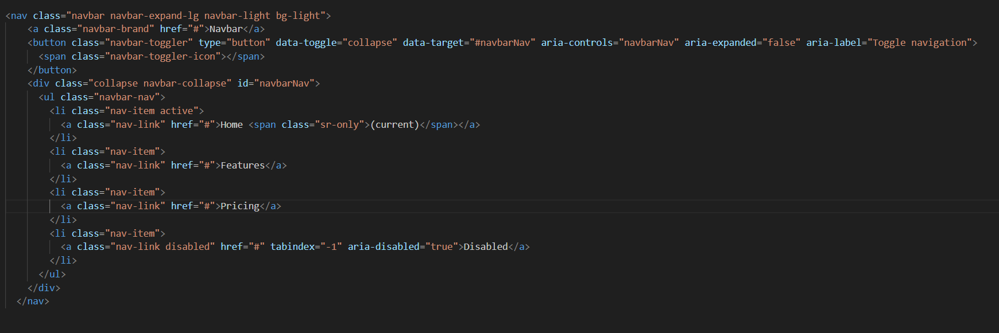 <nav class="navbar navbar-expand-lg navbar-light bg-light">
<a class="navbar-brand" href="#">Navbar</a>
<button class="navbar-toggler" type="button" data-toggle="collapse" data-target="#navbarNav" aria-controls="navbarNav" aria-expanded="false" aria-label="Toggle navigation">
<span class="navbar-toggler-icon"></span>
</button>
<div class="collapse navbar-collapse" id="navbarNav">
<ul class="navbar-nav">
<li class="nav-item active">
<a class="nav-link" href="#">Home <span class="sr-only">(current)</span></a>
</li>
<li class="nav-item">
<a class="nav-link" href="#">Features</a>
</li>
<li class="nav-item">
<a class="nav-link" href="#">Pricing</a>
</li>
<li class="nav-item">
<a class="nav-link disabled" href="#" tabindex="-1" aria-disabled="true">Disabled</a>
</li>
</ul>
</div>
</nav>